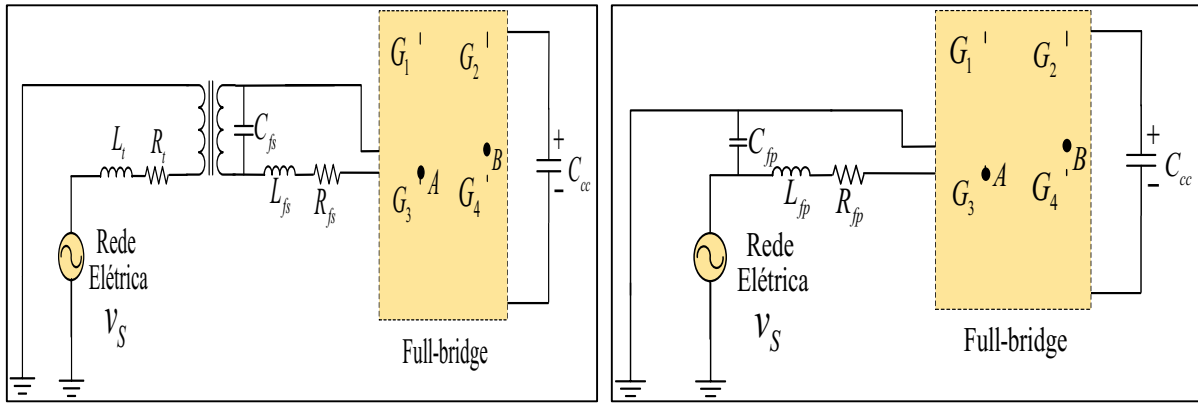 G1 G2
Lt Rt
Cfs
Lfs Rfs
A B
G3 G4
+
-
Ccc
Rede
Elétrica
vS
Full-bridge
G1 G2
Cfp
Lfp Rfp
A B
G3 G4
+
-
Ccc
Rede
Elétrica
vS
Full-bridge